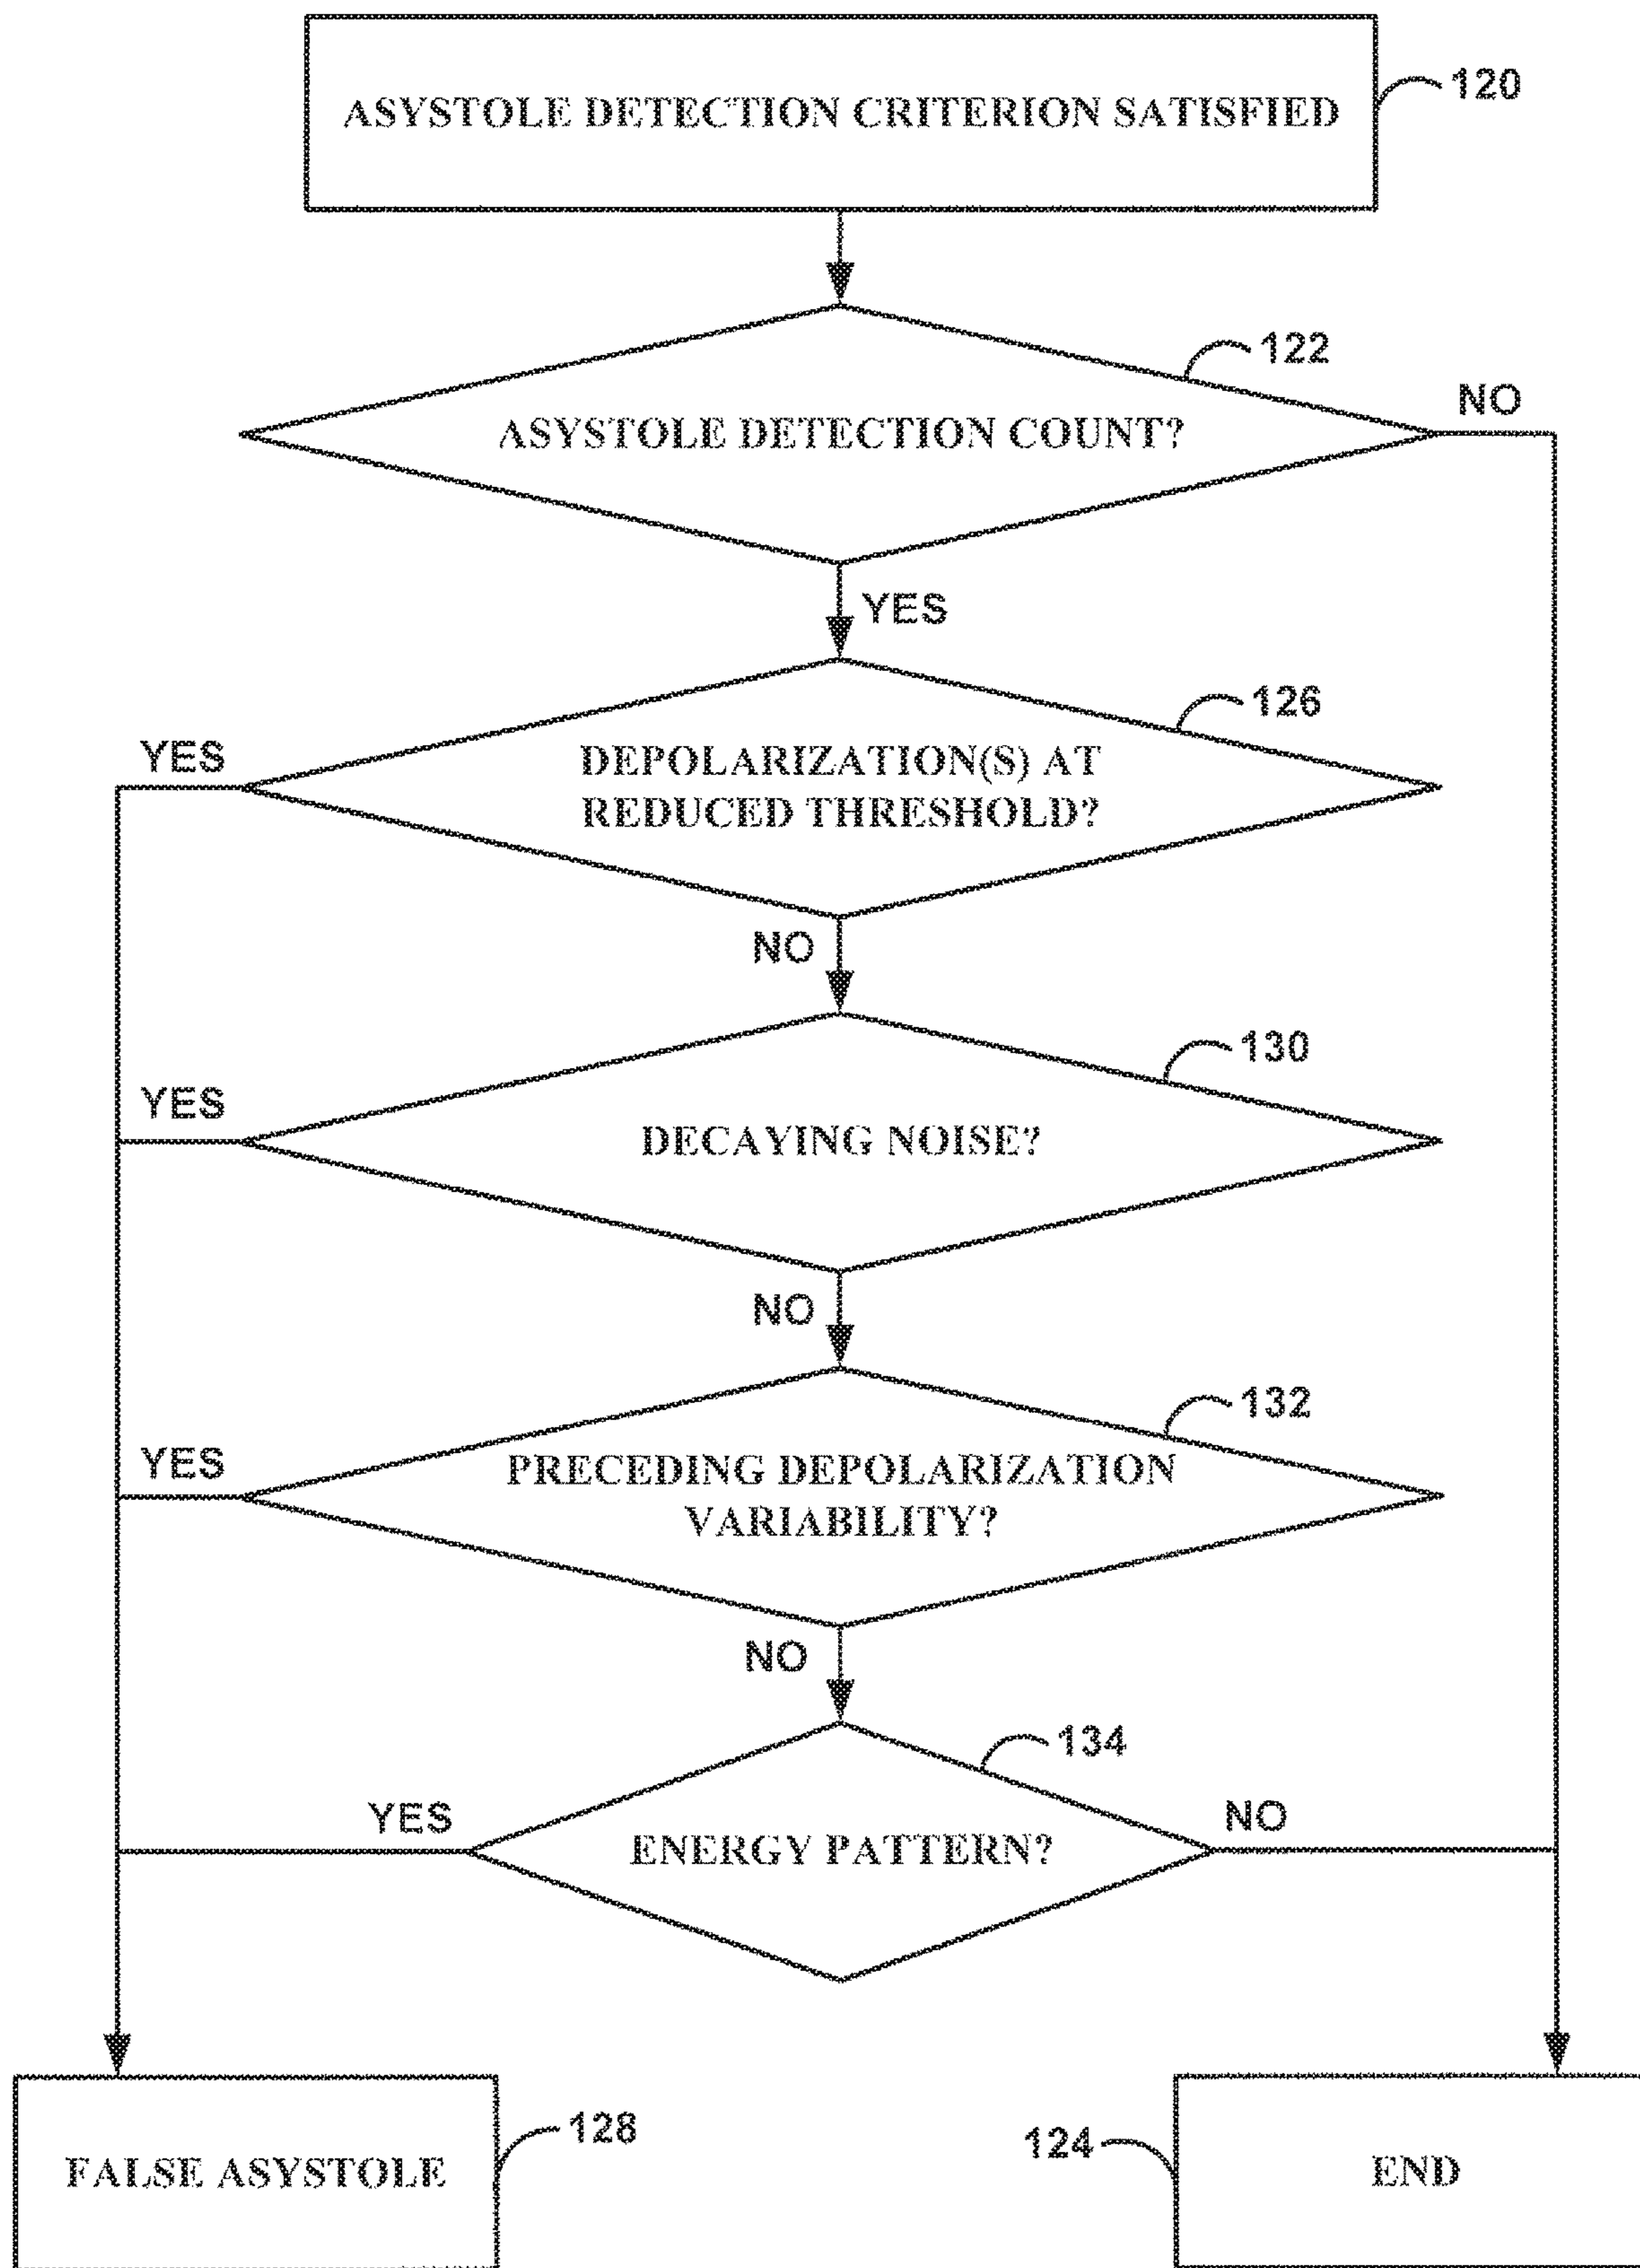 ASYSTOLE DETECTION CRITERION SATISFIED
120
122
NO
ASYSTOLE DETECTION COUNT?
YES
126
YES
DEPOLARIZATION(S) AT
REDUCED THRESHOLD?
NO
130
YES
DECAYING NOISE?
NO
132
YES
PRECEDING DEPOLARIZATION
VARIABILITY?
NO
134
YES
NO
ENERGY PATTERN?
128
124
FALSE ASYSTOLE
END